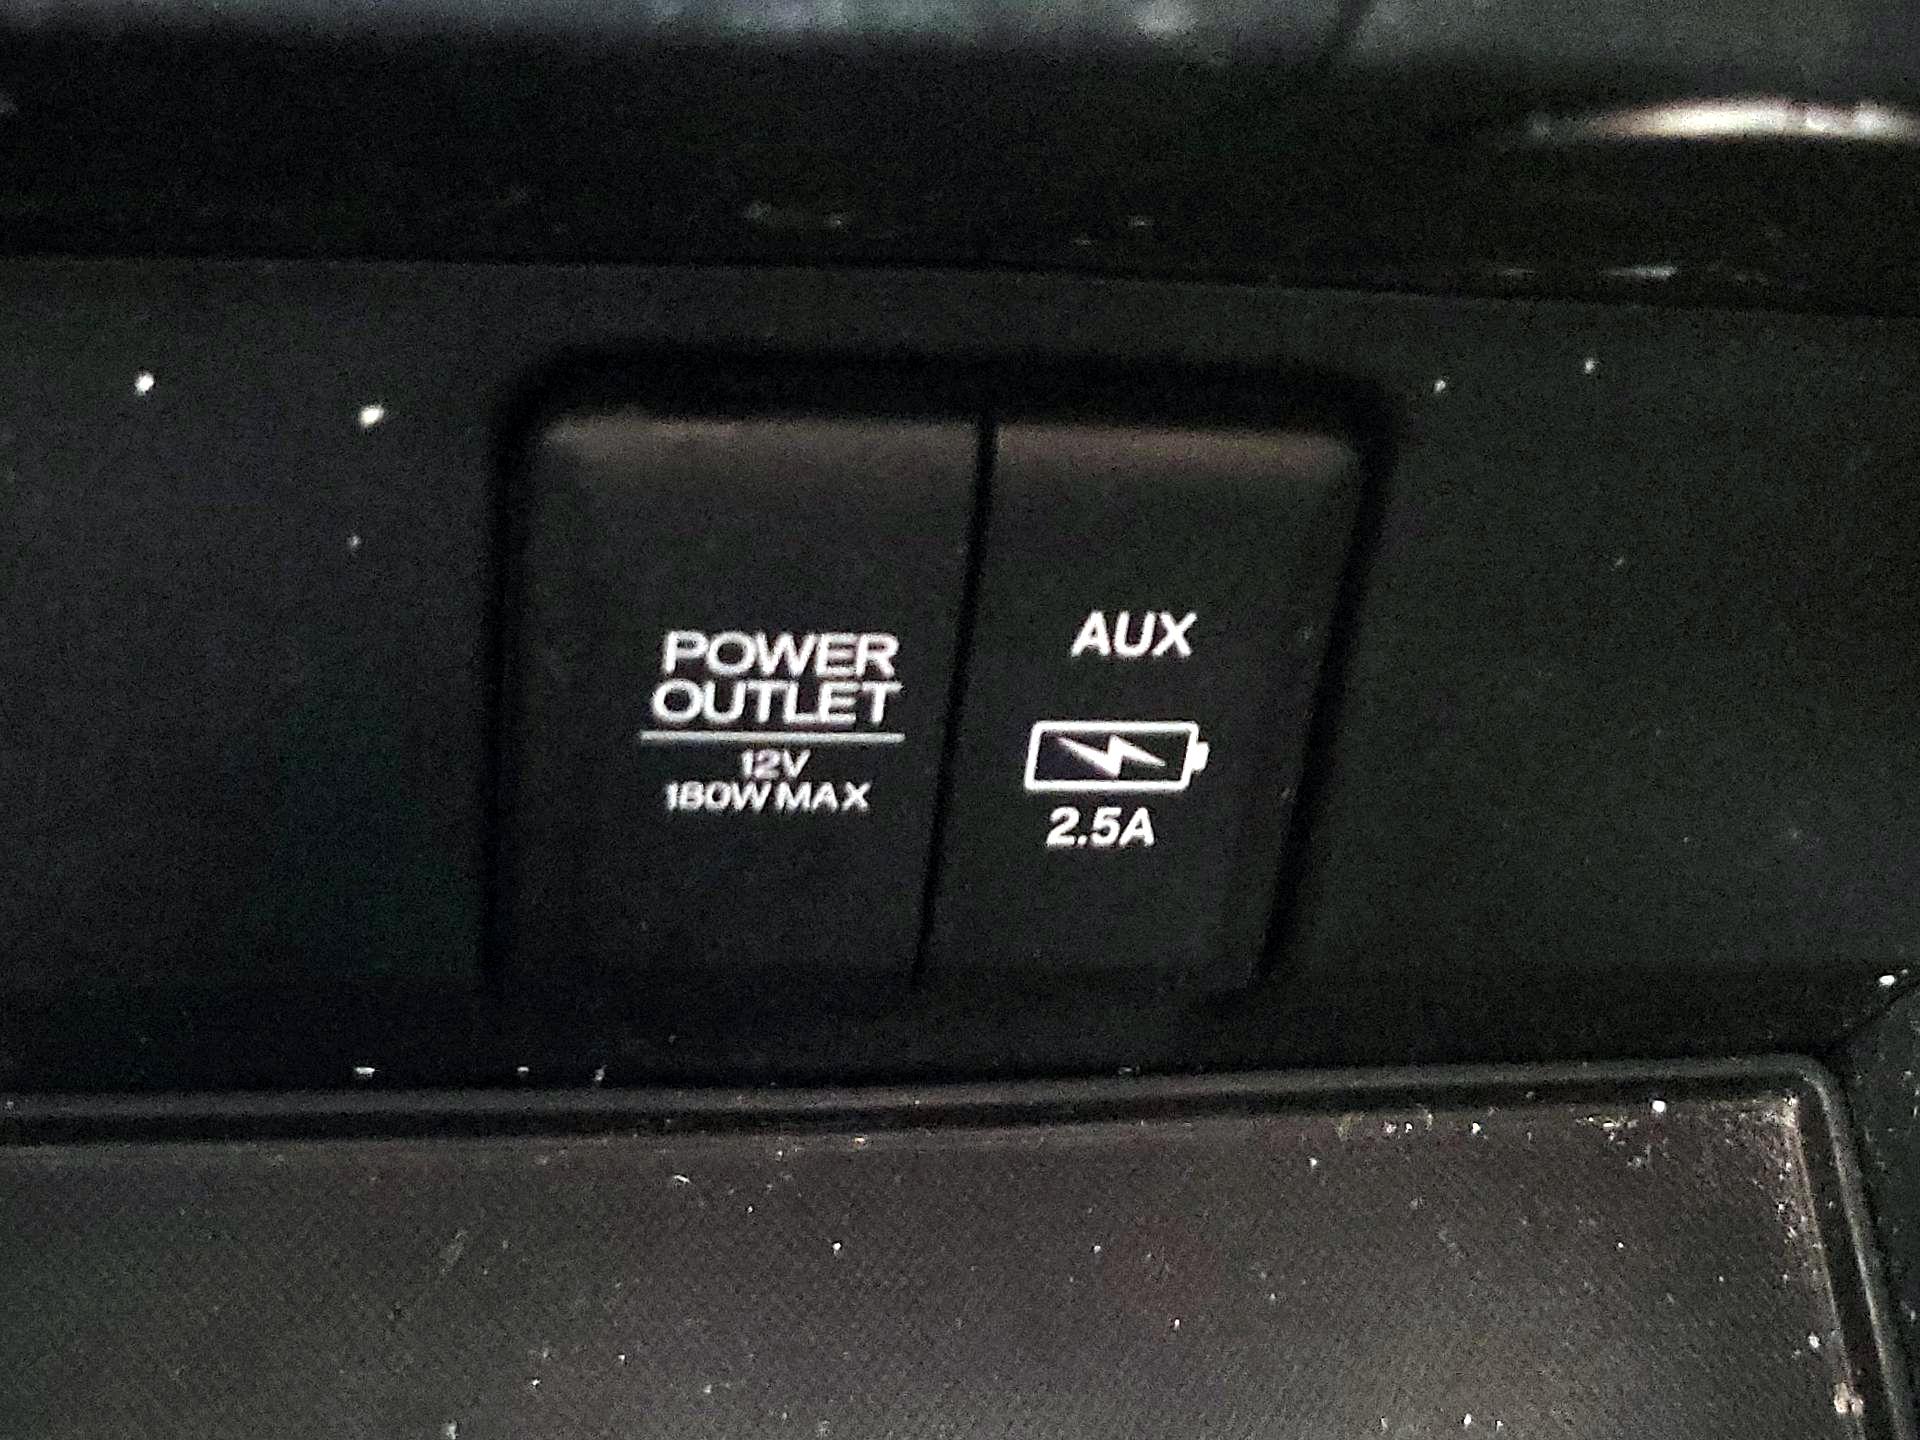 POWER
OUTLET
12V
180W MAX
AUX
2.5A